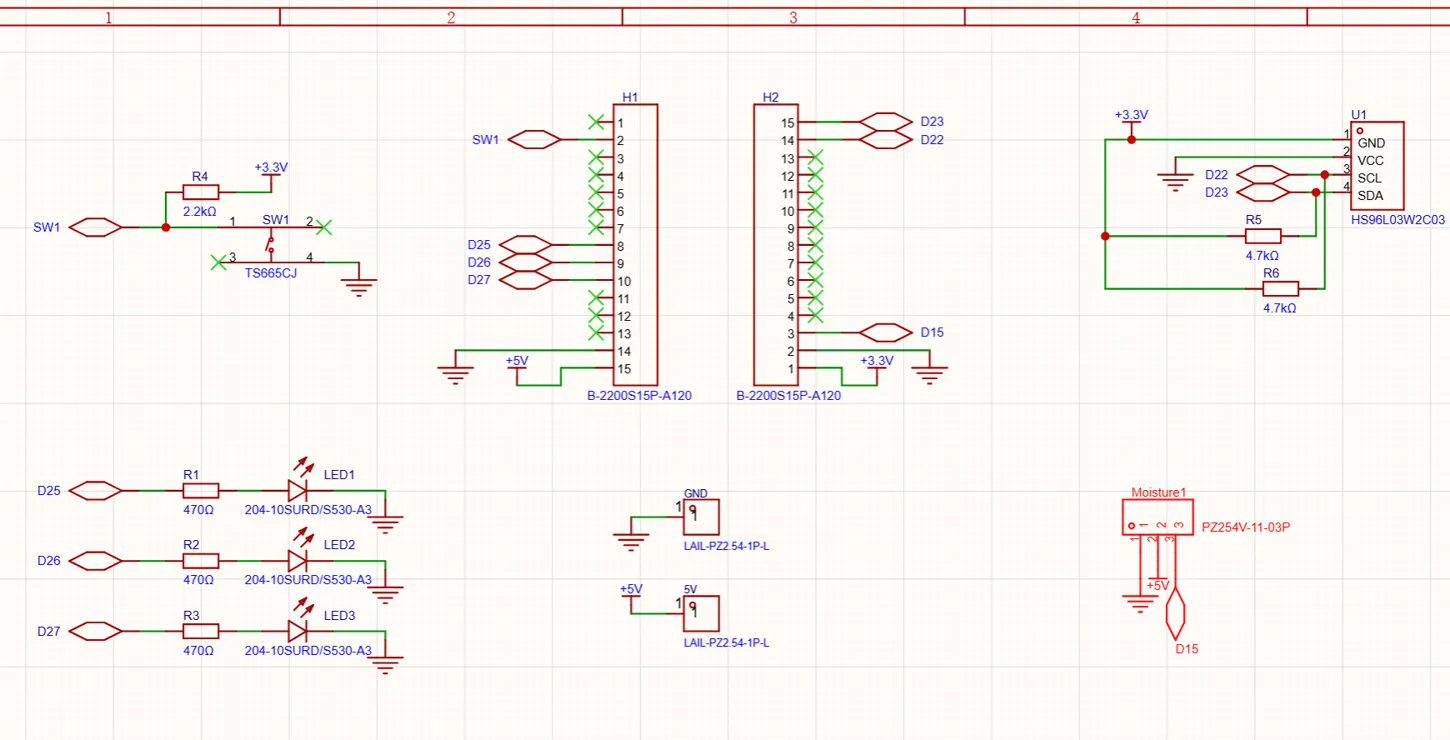 1 2 3 4
H1
1
2
3
4
5
6
7
8
9
10
11
12
13
14
15
B-2200S15P-A120
SW1
D25
D26
D27
+5V
H2
15
14
13
12
11
10
9
8
7
6
5
4
3
2
1
B-2200S15P-A120
D23
D22
D15
+3.3V
+3.3V
U1
1
2
3
4
GND
VCC
SCL
SDA
HS96L03W2C03
D22
D23
R5
4.7kΩ
R6
4.7kΩ
+3.3V
R4
2.2kΩ
SW1
1
SW1
2
3
4
TS665CJ
D25
R1
470Ω
LED1
204-10SURD/S530-A3
D26
R2
470Ω
LED2
204-10SURD/S530-A3
D27
R3
470Ω
LED3
204-10SURD/S530-A3
GND
1
1
LAIL-PZ2.54-1P-L
+5V
5V
1
1
LAIL-PZ2.54-1P-L
Moisture1
1 2 3
PZ254V-11-03P
1 2 3
+5V
D15